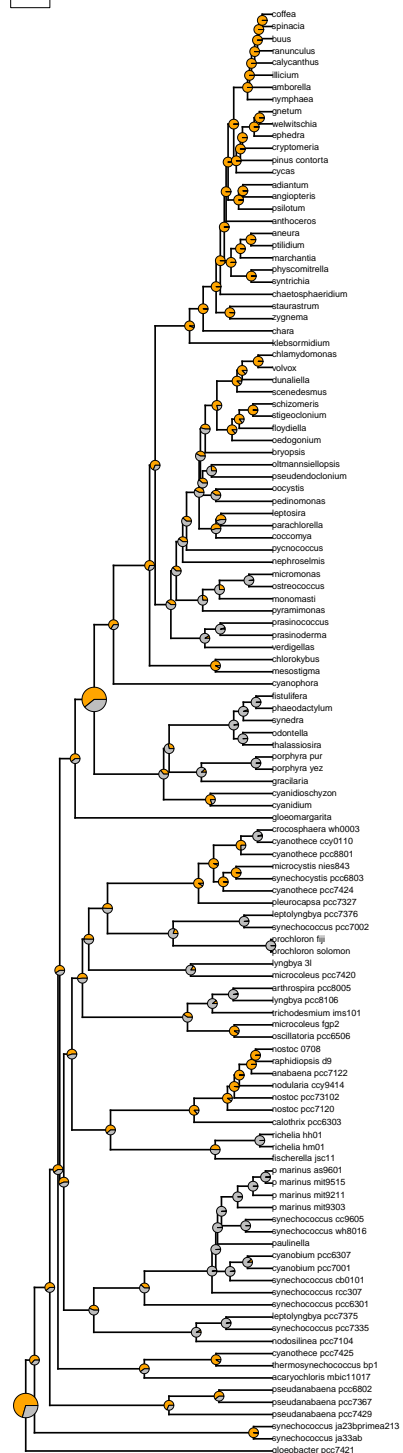 coffea
spinacia
buus
ranunculus
calycanthus
illicium
amborella
nymphaea
gnetum
welwitschia
ephedra
cryptomeria
pinus contorta
cycas
adiantum
angiopteris
psilotum
anthoceros
aneura
ptilidium
marchantia
physcomitrella
syntrichia
chaetosphaeridium
staurastrum
zygnema
chara
klebsormidium
chlamydomonas
volvox
dunaliella
scenedesmus
schizomeris
stigeoclonium
floydiella
oedogonium
bryopsis
oltmannsiellopsis
pseudendoclonium
oocystis
pedinomonas
leptosira
parachlorella
coccomya
pycnococcus
nephroselmis
micromonas
ostreococcus
monomasti
pyramimonas
prasinococcus
prasinoderma
verdigellas
chlorokybus
mesostigma
cyanophora
fistulifera
phaeodactylum
synedra
odontella
thalassiosira
porphyra pur
porphyra yez
gracilaria
cyanidioschyzon
cyanidium
gloeomargarita
crocosphaera wh0003
cyanothece ccy0110
cyanothece pcc8801
microcystis nies843
synechocystis pcc6803
cyanothece pcc7424
pleurocapsa pcc7327
leptolyngbya pcc7376
synechococcus pcc7002
prochloron fiji
prochloron solomon
lyngbya 3l
microcoleus pcc7420
arthrospira pcc8005
lyngbya pcc8106
trichodesmium ims101
microcoleus fgp2
oscillatoria pcc6506
nostoc 0708
raphidiopsis d9
anabaena pcc7122
nodularia ccy9414
nostoc pcc73102
nostoc pcc7120
calothrix pcc6303
richelia hh01
richelia hm01
fischerella jsc11
p marinus as9601
p marinus mit9515
p marinus mit9211
p marinus mit9303
synechococcus cc9605
synechococcus wh8016
paulinella
cyanobium pcc6307
cyanobium pcc7001
synechococcus cb0101
synechococcus rcc307
synechococcus pcc6301
leptolyngbya pcc7375
synechococcus pcc7335
nodosilinea pcc7104
cyanothece pcc7425
thermosynechococcus bp1
acaryochloris mbic11017
pseudanabaena pcc6802
pseudanabaena pcc7367
pseudanabaena pcc7429
synechococcus ja23bprimea213
synechococcus ja33ab
gloeobacter pcc7421